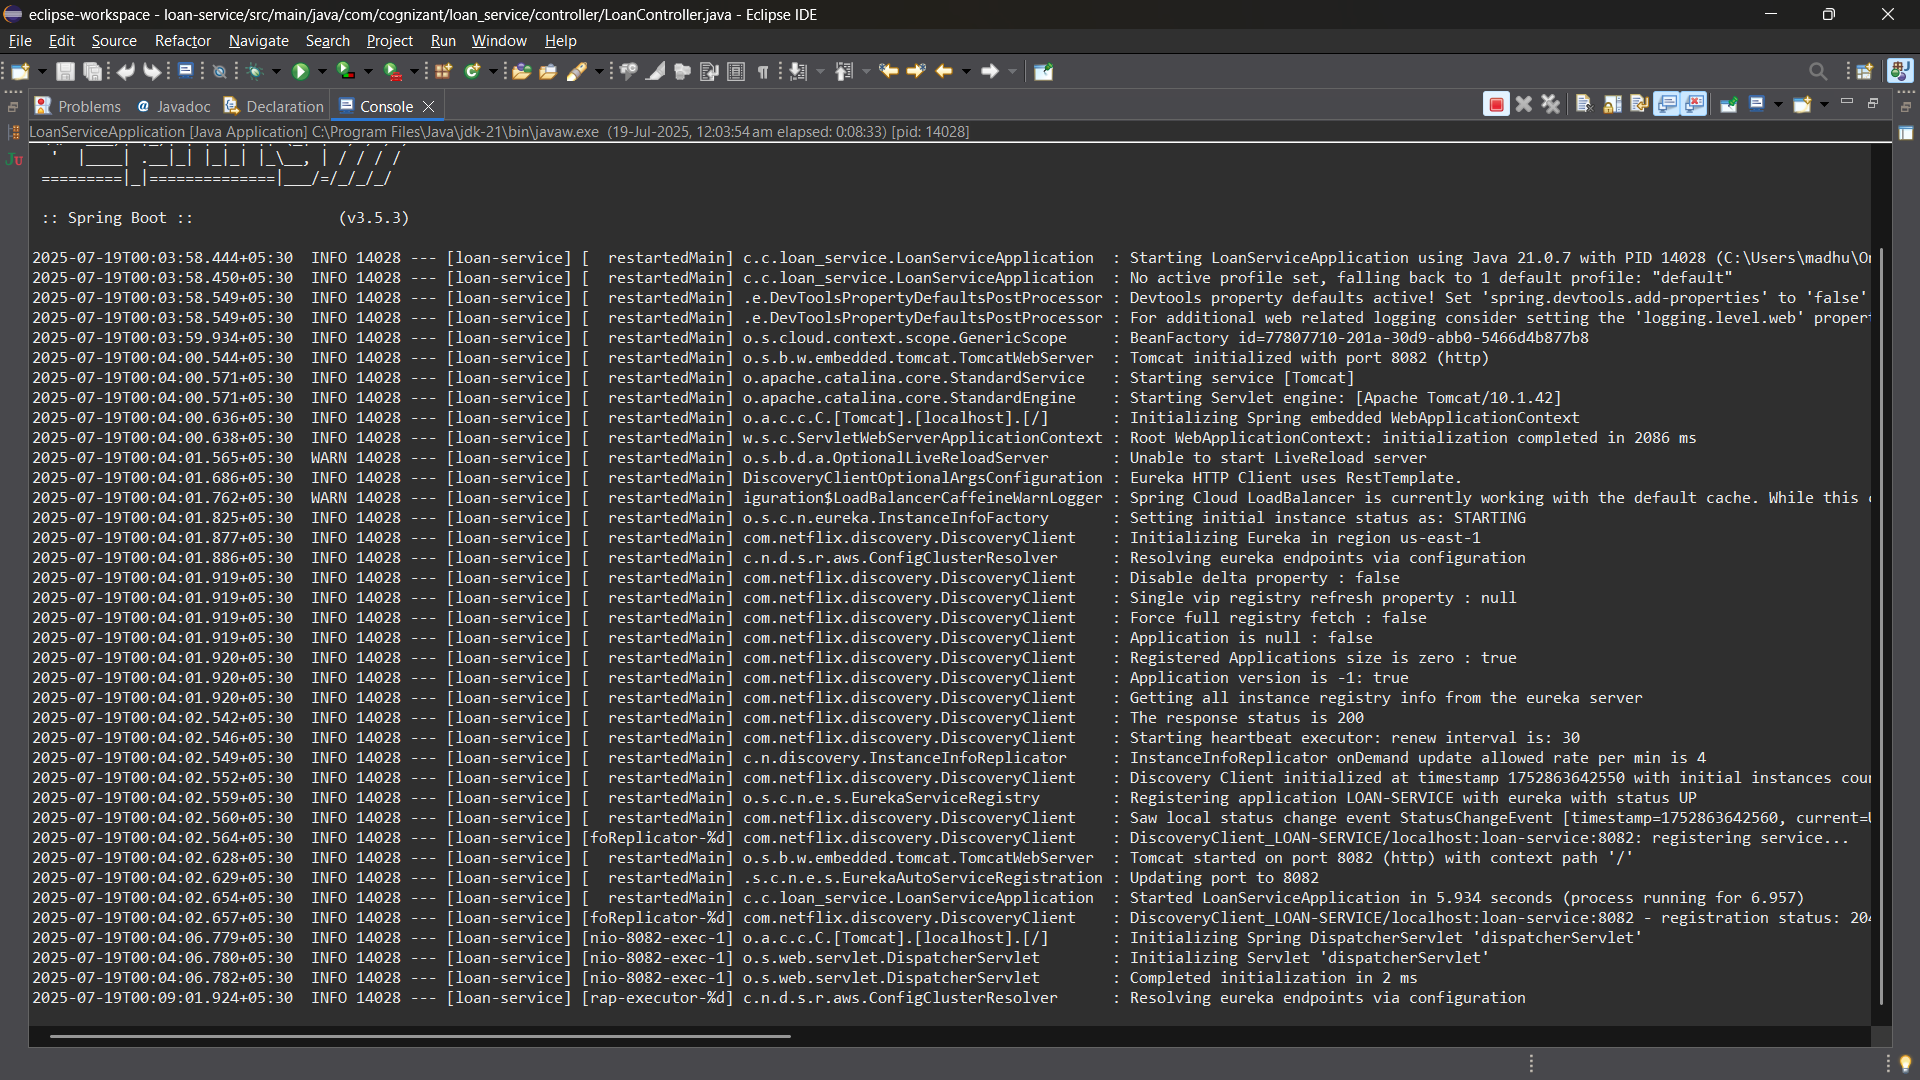 eclipse-workspace - loan-service/src/main/java/com/cognizant/loan_service/controller/LoanController.java - Eclipse IDE
File Edit Source Refactor Navigate Search Project Run Window Help
Problems @ Javadoc Declaration Console
LoanServiceApplication [Java Application] C:\Program Files\Java\jdk-21\bin\javaw.exe (19-Jul-2025, 12:03:54 am elapsed: 0:08:33) [pid: 14028]
' |____| .__|_| |_|_| |_\__, | / / / /
=========|_|==============|___/=/_/_/_/
:: Spring Boot :: (v3.5.3)
2025-07-19T00:03:58.444+05:30 INFO 14028 --- [loan-service] [ restartedMain] c.c.loan_service.LoanServiceApplication : Starting LoanServiceApplication using Java 21.0.7 with PID 14028 (C:\Users\madhu\O
2025-07-19T00:03:58.450+05:30 INFO 14028 --- [loan-service] [ restartedMain] c.c.loan_service.LoanServiceApplication : No active profile set, falling back to 1 default profile: "default"
2025-07-19T00:03:58.549+05:30 INFO 14028 --- [loan-service] [ restartedMain] .e.DevToolsPropertyDefaultsPostProcessor : Devtools property defaults active! Set 'spring.devtools.add-properties' to 'false'
2025-07-19T00:03:58.549+05:30 INFO 14028 --- [loan-service] [ restartedMain] .e.DevToolsPropertyDefaultsPostProcessor : For additional web related logging consider setting the 'logging.level.web' proper
2025-07-19T00:03:59.934+05:30 INFO 14028 --- [loan-service] [ restartedMain] o.s.cloud.context.scope.GenericScope : BeanFactory id=77807710-201a-30d9-abb0-5466d4b877b8
2025-07-19T00:04:00.544+05:30 INFO 14028 --- [loan-service] [ restartedMain] o.s.b.w.embedded.tomcat.TomcatWebServer : Tomcat initialized with port 8082 (http)
2025-07-19T00:04:00.571+05:30 INFO 14028 --- [loan-service] [ restartedMain] o.apache.catalina.core.StandardService : Starting service [Tomcat]
2025-07-19T00:04:00.571+05:30 INFO 14028 --- [loan-service] [ restartedMain] o.apache.catalina.core.StandardEngine : Starting Servlet engine: [Apache Tomcat/10.1.42]
2025-07-19T00:04:00.636+05:30 INFO 14028 --- [loan-service] [ restartedMain] o.a.c.c.C.[Tomcat].[localhost].[/] : Initializing Spring embedded WebApplicationContext
2025-07-19T00:04:00.638+05:30 INFO 14028 --- [loan-service] [ restartedMain] w.s.c.ServletWebServerApplicationContext : Root WebApplicationContext: initialization completed in 2086 ms
2025-07-19T00:04:01.565+05:30 WARN 14028 --- [loan-service] [ restartedMain] o.s.b.d.a.OptionalLiveReloadServer : Unable to start LiveReload server
2025-07-19T00:04:01.686+05:30 INFO 14028 --- [loan-service] [ restartedMain] DiscoveryClientOptionalArgsConfiguration : Eureka HTTP Client uses RestTemplate.
2025-07-19T00:04:01.762+05:30 WARN 14028 --- [loan-service] [ restartedMain] iguration$LoadBalancerCaffeineWarnLogger : Spring Cloud LoadBalancer is currently working with the default cache. While this
2025-07-19T00:04:01.825+05:30 INFO 14028 --- [loan-service] [ restartedMain] o.s.c.n.eureka.InstanceInfoFactory : Setting initial instance status as: STARTING
2025-07-19T00:04:01.877+05:30 INFO 14028 --- [loan-service] [ restartedMain] com.netflix.discovery.DiscoveryClient : Initializing Eureka in region us-east-1
2025-07-19T00:04:01.886+05:30 INFO 14028 --- [loan-service] [ restartedMain] c.n.d.s.r.aws.ConfigClusterResolver : Resolving eureka endpoints via configuration
2025-07-19T00:04:01.919+05:30 INFO 14028 --- [loan-service] [ restartedMain] com.netflix.discovery.DiscoveryClient : Disable delta property : false
2025-07-19T00:04:01.919+05:30 INFO 14028 --- [loan-service] [ restartedMain] com.netflix.discovery.DiscoveryClient : Single vip registry refresh property : null
2025-07-19T00:04:01.919+05:30 INFO 14028 --- [loan-service] [ restartedMain] com.netflix.discovery.DiscoveryClient : Force full registry fetch : false
2025-07-19T00:04:01.919+05:30 INFO 14028 --- [loan-service] [ restartedMain] com.netflix.discovery.DiscoveryClient : Application is null : false
2025-07-19T00:04:01.920+05:30 INFO 14028 --- [loan-service] [ restartedMain] com.netflix.discovery.DiscoveryClient : Registered Applications size is zero : true
2025-07-19T00:04:01.920+05:30 INFO 14028 --- [loan-service] [ restartedMain] com.netflix.discovery.DiscoveryClient : Application version is -1: true
2025-07-19T00:04:01.920+05:30 INFO 14028 --- [loan-service] [ restartedMain] com.netflix.discovery.DiscoveryClient : Getting all instance registry info from the eureka server
2025-07-19T00:04:02.542+05:30 INFO 14028 --- [loan-service] [ restartedMain] com.netflix.discovery.DiscoveryClient : The response status is 200
2025-07-19T00:04:02.546+05:30 INFO 14028 --- [loan-service] [ restartedMain] com.netflix.discovery.DiscoveryClient : Starting heartbeat executor: renew interval is: 30
2025-07-19T00:04:02.549+05:30 INFO 14028 --- [loan-service] [ restartedMain] c.n.discovery.InstanceInfoReplicator : InstanceInfoReplicator onDemand update allowed rate per min is 4
2025-07-19T00:04:02.552+05:30 INFO 14028 --- [loan-service] [ restartedMain] com.netflix.discovery.DiscoveryClient : Discovery Client initialized at timestamp 1752863642550 with initial instances cou
2025-07-19T00:04:02.559+05:30 INFO 14028 --- [loan-service] [ restartedMain] o.s.c.n.e.s.EurekaServiceRegistry : Registering application LOAN-SERVICE with eureka with status UP
2025-07-19T00:04:02.560+05:30 INFO 14028 --- [loan-service] [ restartedMain] com.netflix.discovery.DiscoveryClient : Saw local status change event StatusChangeEvent [timestamp=1752863642560, current=U
2025-07-19T00:04:02.564+05:30 INFO 14028 --- [loan-service] [foReplicator-%d] com.netflix.discovery.DiscoveryClient : DiscoveryClient_LOAN-SERVICE/localhost:loan-service:8082: registering service...
2025-07-19T00:04:02.628+05:30 INFO 14028 --- [loan-service] [ restartedMain] o.s.b.w.embedded.tomcat.TomcatWebServer : Tomcat started on port 8082 (http) with context path '/'
2025-07-19T00:04:02.629+05:30 INFO 14028 --- [loan-service] [ restartedMain] .s.c.n.e.s.EurekaAutoServiceRegistration : Updating port to 8082
2025-07-19T00:04:02.654+05:30 INFO 14028 --- [loan-service] [ restartedMain] c.c.loan_service.LoanServiceApplication : Started LoanServiceApplication in 5.934 seconds (process running for 6.957)
2025-07-19T00:04:02.657+05:30 INFO 14028 --- [loan-service] [foReplicator-%d] com.netflix.discovery.DiscoveryClient : DiscoveryClient_LOAN-SERVICE/localhost:loan-service:8082 - registration status: 204
2025-07-19T00:04:06.779+05:30 INFO 14028 --- [loan-service] [nio-8082-exec-1] o.a.c.c.C.[Tomcat].[localhost].[/] : Initializing Spring DispatcherServlet 'dispatcherServlet'
2025-07-19T00:04:06.780+05:30 INFO 14028 --- [loan-service] [nio-8082-exec-1] o.s.web.servlet.DispatcherServlet : Initializing Servlet 'dispatcherServlet'
2025-07-19T00:04:06.782+05:30 INFO 14028 --- [loan-service] [nio-8082-exec-1] o.s.web.servlet.DispatcherServlet : Completed initialization in 2 ms
2025-07-19T00:09:01.924+05:30 INFO 14028 --- [loan-service] [rap-executor-%d] c.n.d.s.r.aws.ConfigClusterResolver : Resolving eureka endpoints via configuration